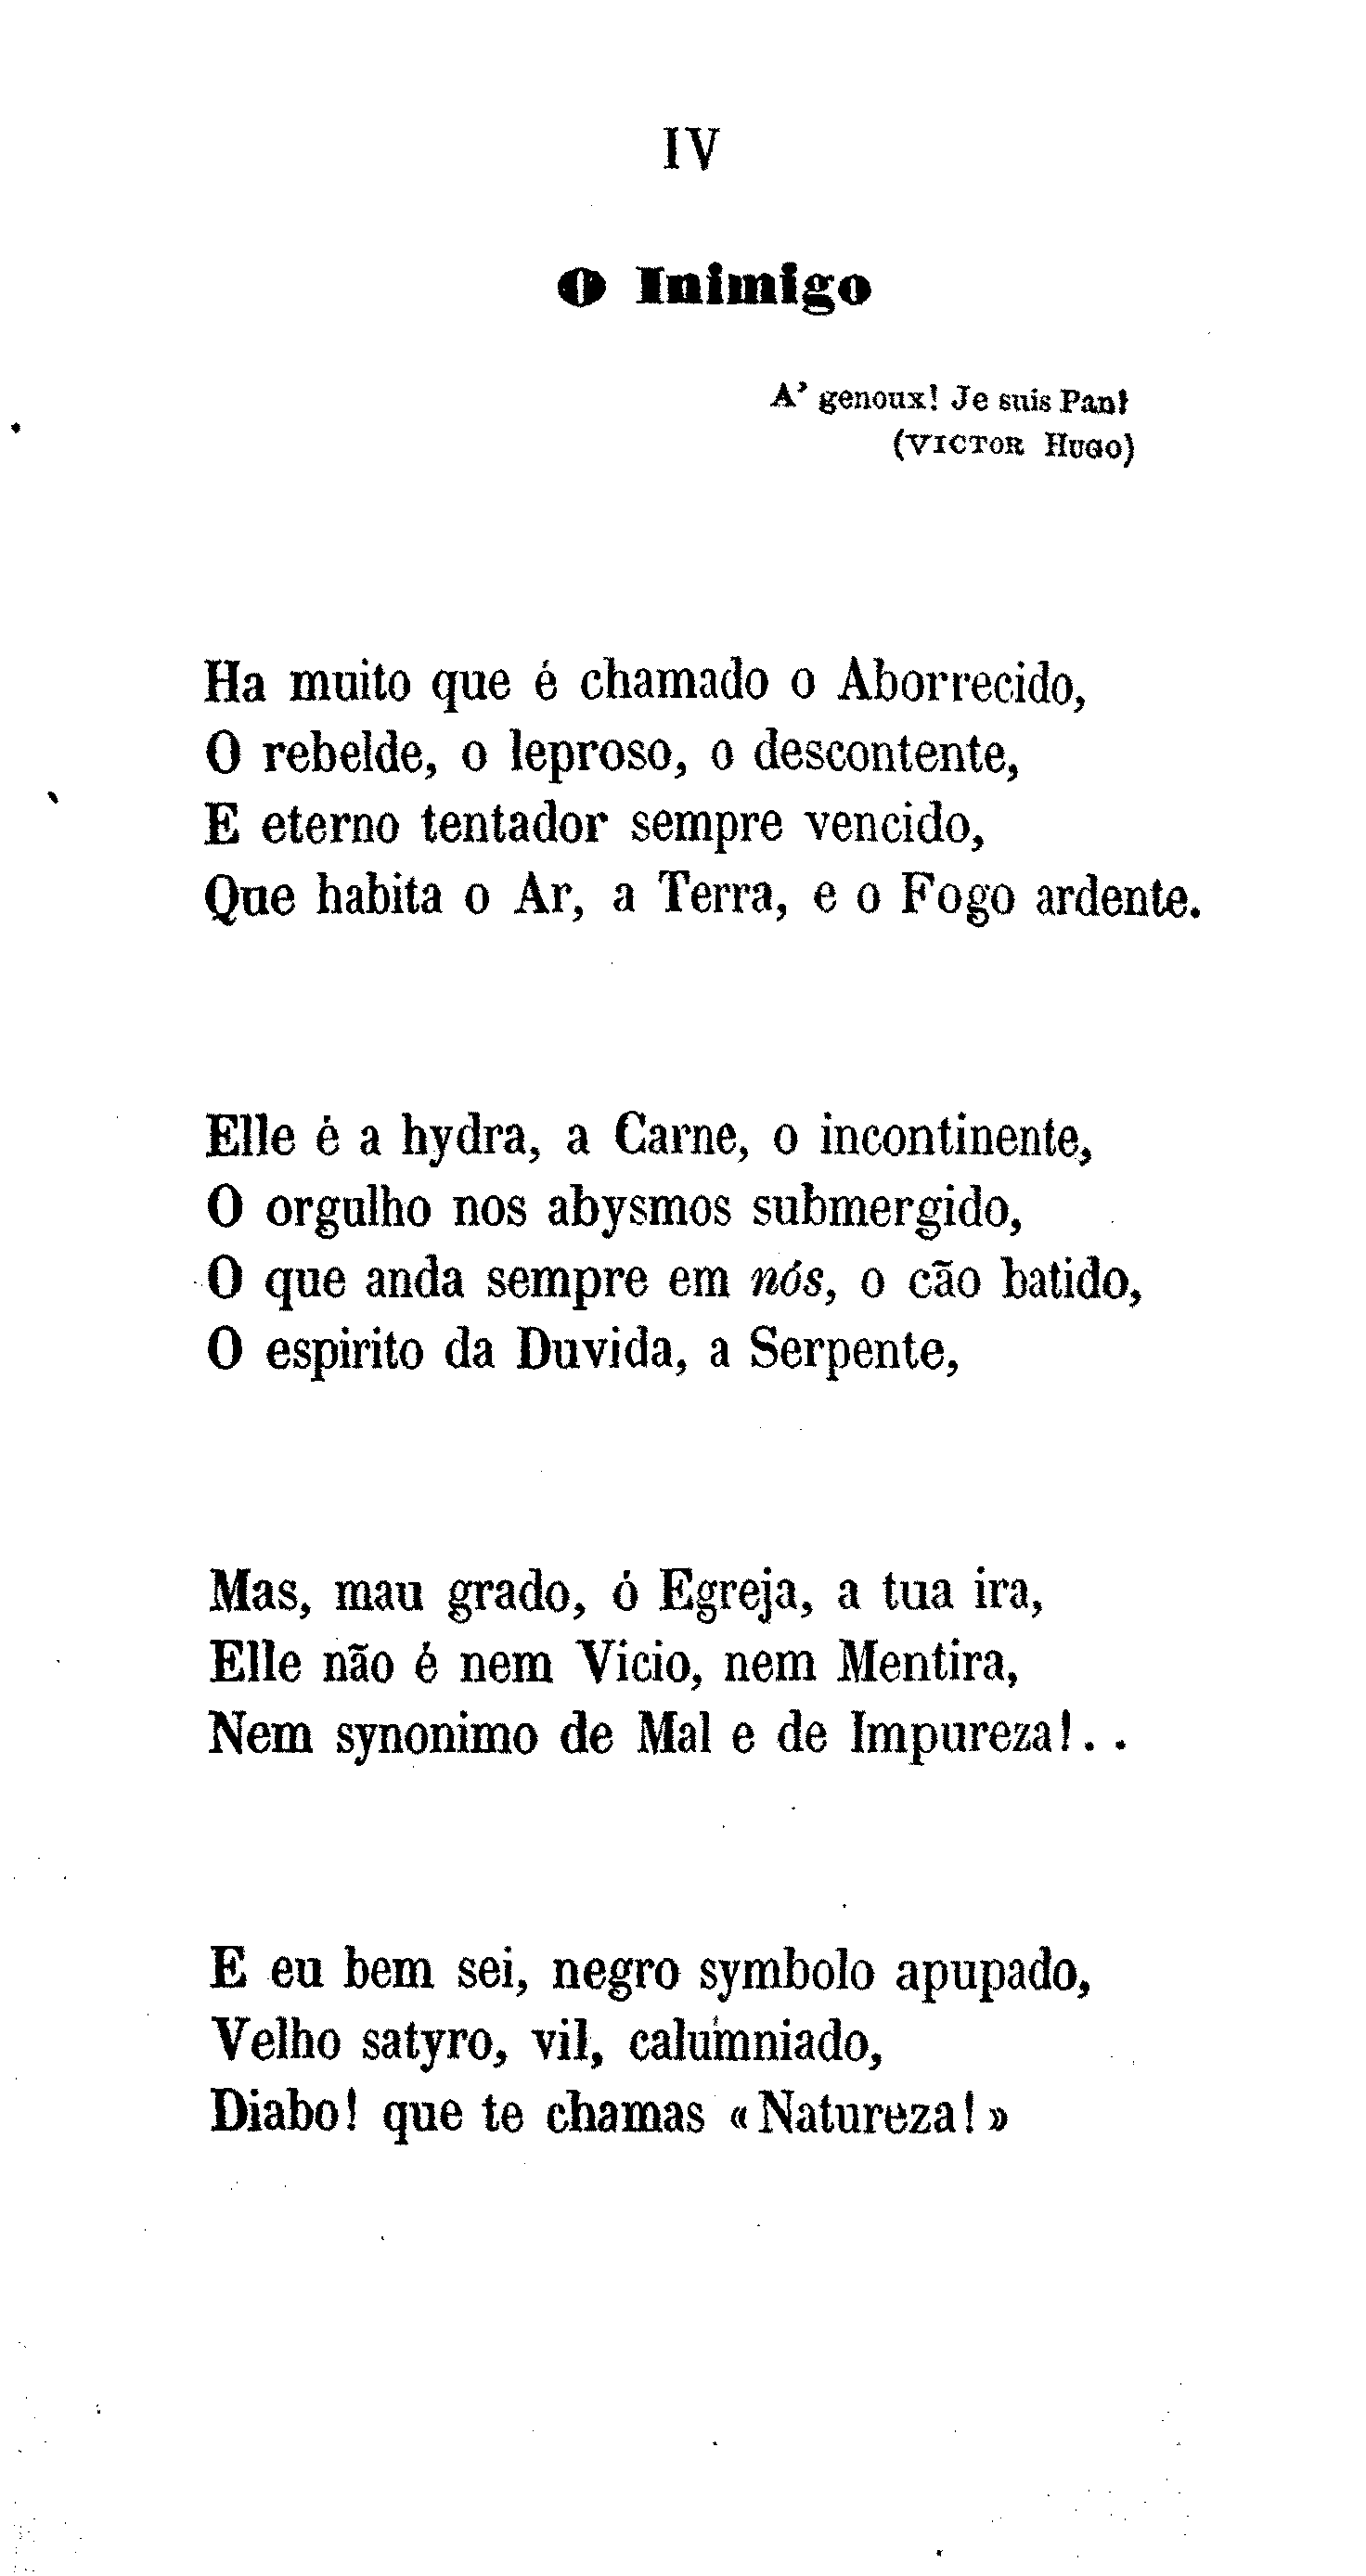 IV
O Inimigo
A' genoux! Je suis Pan!
(VICTOR HUGO)
Ha muito que é chamado o Aborrecido,
O rebelde, o leproso, o descontente,
E eterno tentador sempre vencido,
Que habita o Ar, a Terra, e o Fogo ardente.
Elle é a hydra, a Carne, o incontinente,
O orgulho nos abysmos submergido,
O que anda sempre em nós, o cão batido,
O espirito da Duvida, a Serpente,
Mas, mau grado, ó Egreja, a tua ira,
Elle não é nem Vicio, nem Mentira,
Nem synonimo de Mal e de Impureza!..
E eu bem sei, negro symbolo apupado,
Velho satyro, vil, calumniado,
Diabo! que te chamas «Natureza!»